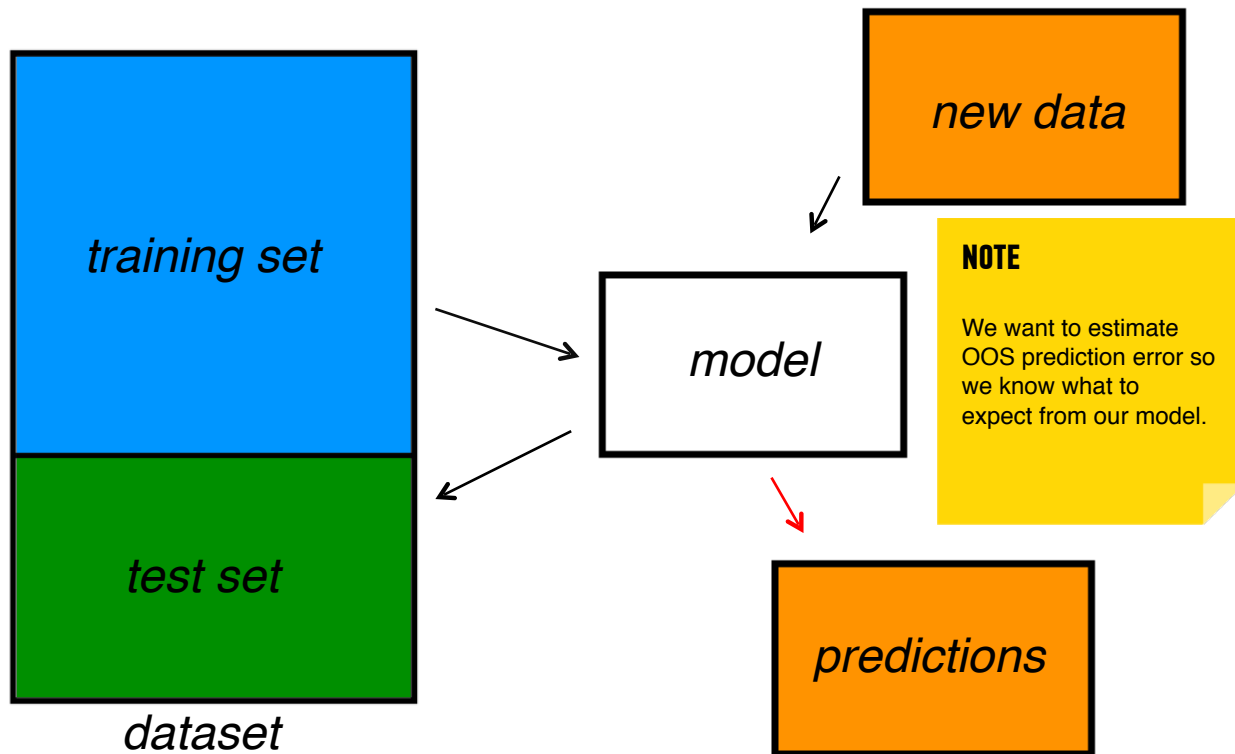 new data
training set
NOTE
We want to estimate
OOS prediction error so
we know what to
expect from our model.
model
test set
predictions
dataset